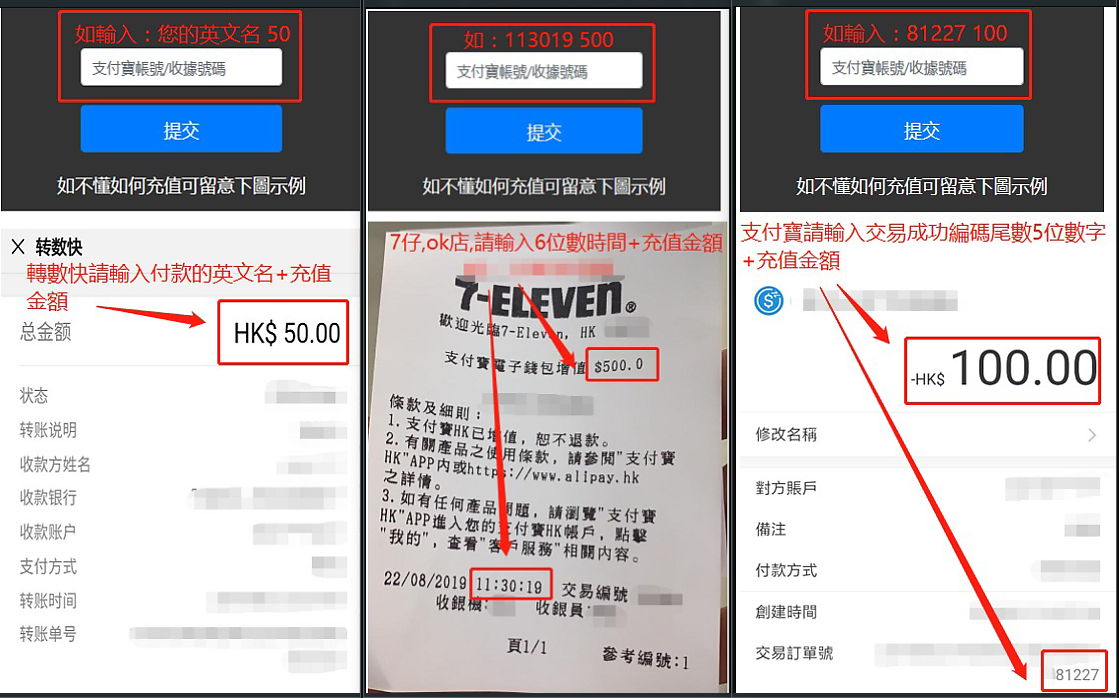 如輸入：您的英文名 50
支付寶帳號/收據號碼
提交
如不懂如何充值可留意下圖示例
转数快
轉數快請輸入付款的英文名+充值
金額
总金额
HK$ 50.00
状态
转账说明
收款方姓名
收款银行
收款账户
支付方式
转账时间
转账单号
如：113019 500
支付寶帳號/收據號碼
提交
如不懂如何充值可留意下圖示例
7仔,ok店,請輸入6位數時間+充值金額
7-ELEVEn®
歡迎光臨7-Eleven, HK
支付寶電子錢包增值 $500.0
條款及細則：
1. 支付寶HK已增值，恕不退款。
2. 有關產品之使用條款，請參閱"支付寶
HK"APP內或https://www.alipay.hk
之詳情。
3. 如有任何產品問題，請瀏覽"支付寶
HK"APP進入您的支付寶HK帳戶，點擊
"我的"，查看"客戶服務"相關內容。
22/08/2019 11:30:19 交易編號
收銀機： 收銀員：
頁1/1
參考編號:1
如輸入：81227 100
支付寶帳號/收據號碼
提交
如不懂如何充值可留意下圖示例
支付寶請輸入交易成功編碼尾數5位數字
+充值金額
-HK$ 100.00
修改名稱
對方賬戶
備注
付款方式
創建時間
交易訂單號
81227